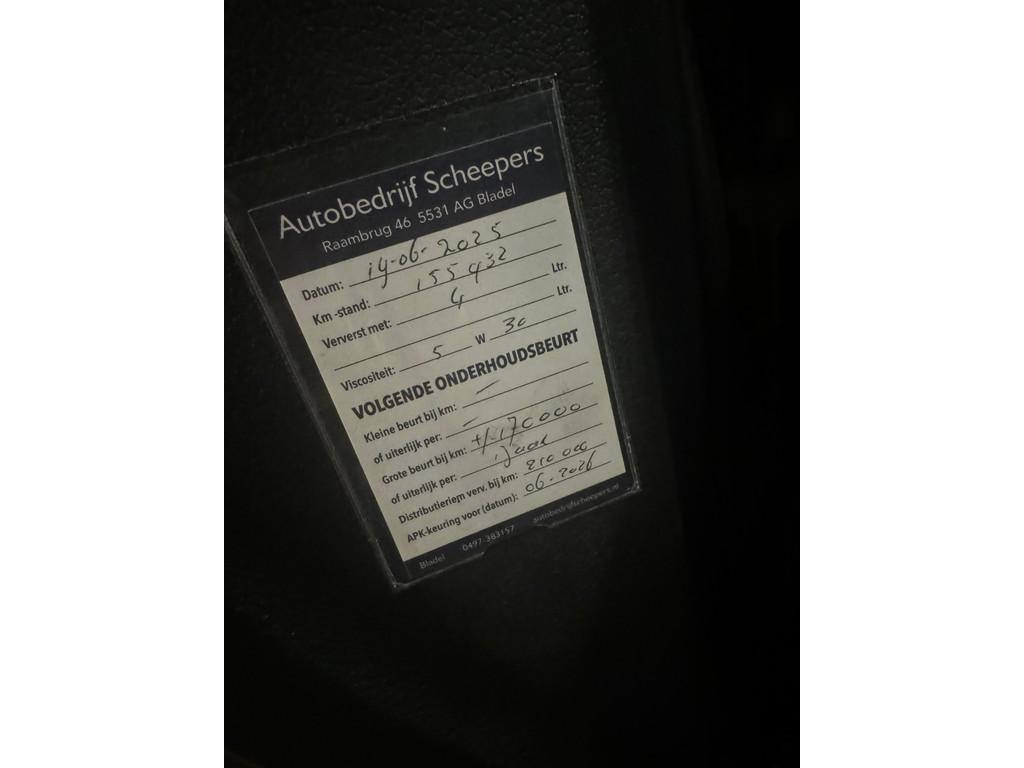 Autobedrijf Scheepers
Raambrug 46 5531 AG Bladel
Datum: 19-06-2025
Km -stand: 155 432
Ververst met: 4 Ltr.
Ltr.
Viscositeit: 5 W 30
VOLGENDE ONDERHOUDSBEURT
Kleine beurt bij km: —
of uiterlijk per: —
Grote beurt bij km: +/- 170000
of uiterlijk per: 1 Jaar
Distributieriem verv. bij km: 210 000
APK-keuring voor (datum): 06-2026
Bladel 0497-383157 autobedrijfscheepers.nl